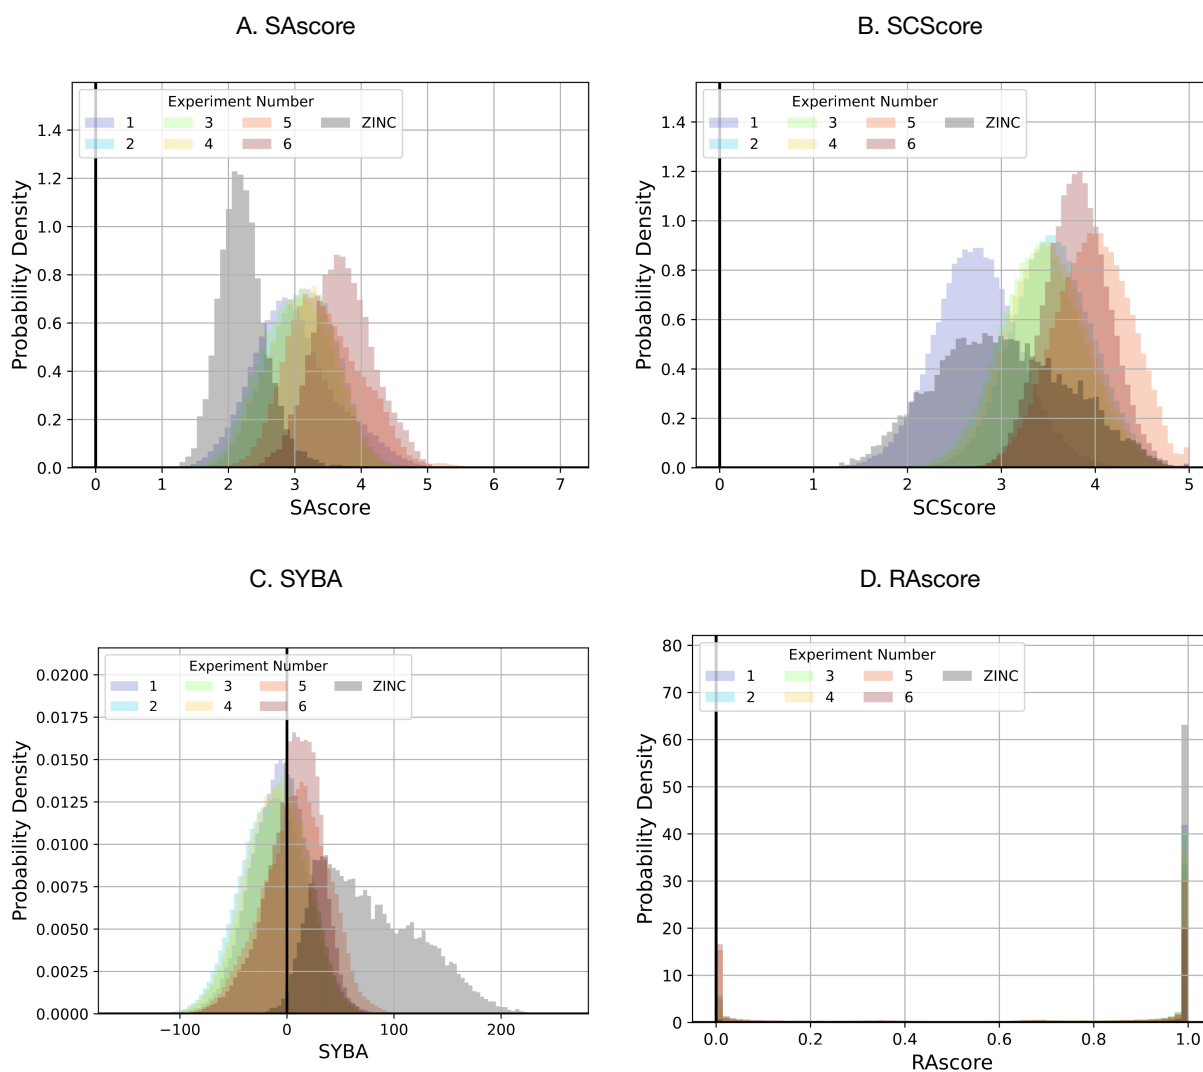 A. SAscore
Experiment Number
1 3 5 ZINC
2 4 6
Probability Density
0.0 0.2 0.4 0.6 0.8 1.0 1.2 1.4
0 1 2 3 4 5 6 7
SAscore
B. SCScore
Experiment Number
1 3 5 ZINC
2 4 6
Probability Density
0.0 0.2 0.4 0.6 0.8 1.0 1.2 1.4
0 1 2 3 4 5
SCScore
C. SYBA
Experiment Number
1 3 5 ZINC
2 4 6
Probability Density
0.0000 0.0025 0.0050 0.0075 0.0100 0.0125 0.0150 0.0175 0.0200
−100 0 100 200
SYBA
D. RAscore
Experiment Number
1 3 5 ZINC
2 4 6
Probability Density
0 10 20 30 40 50 60 70 80
0.0 0.2 0.4 0.6 0.8 1.0
RAscore